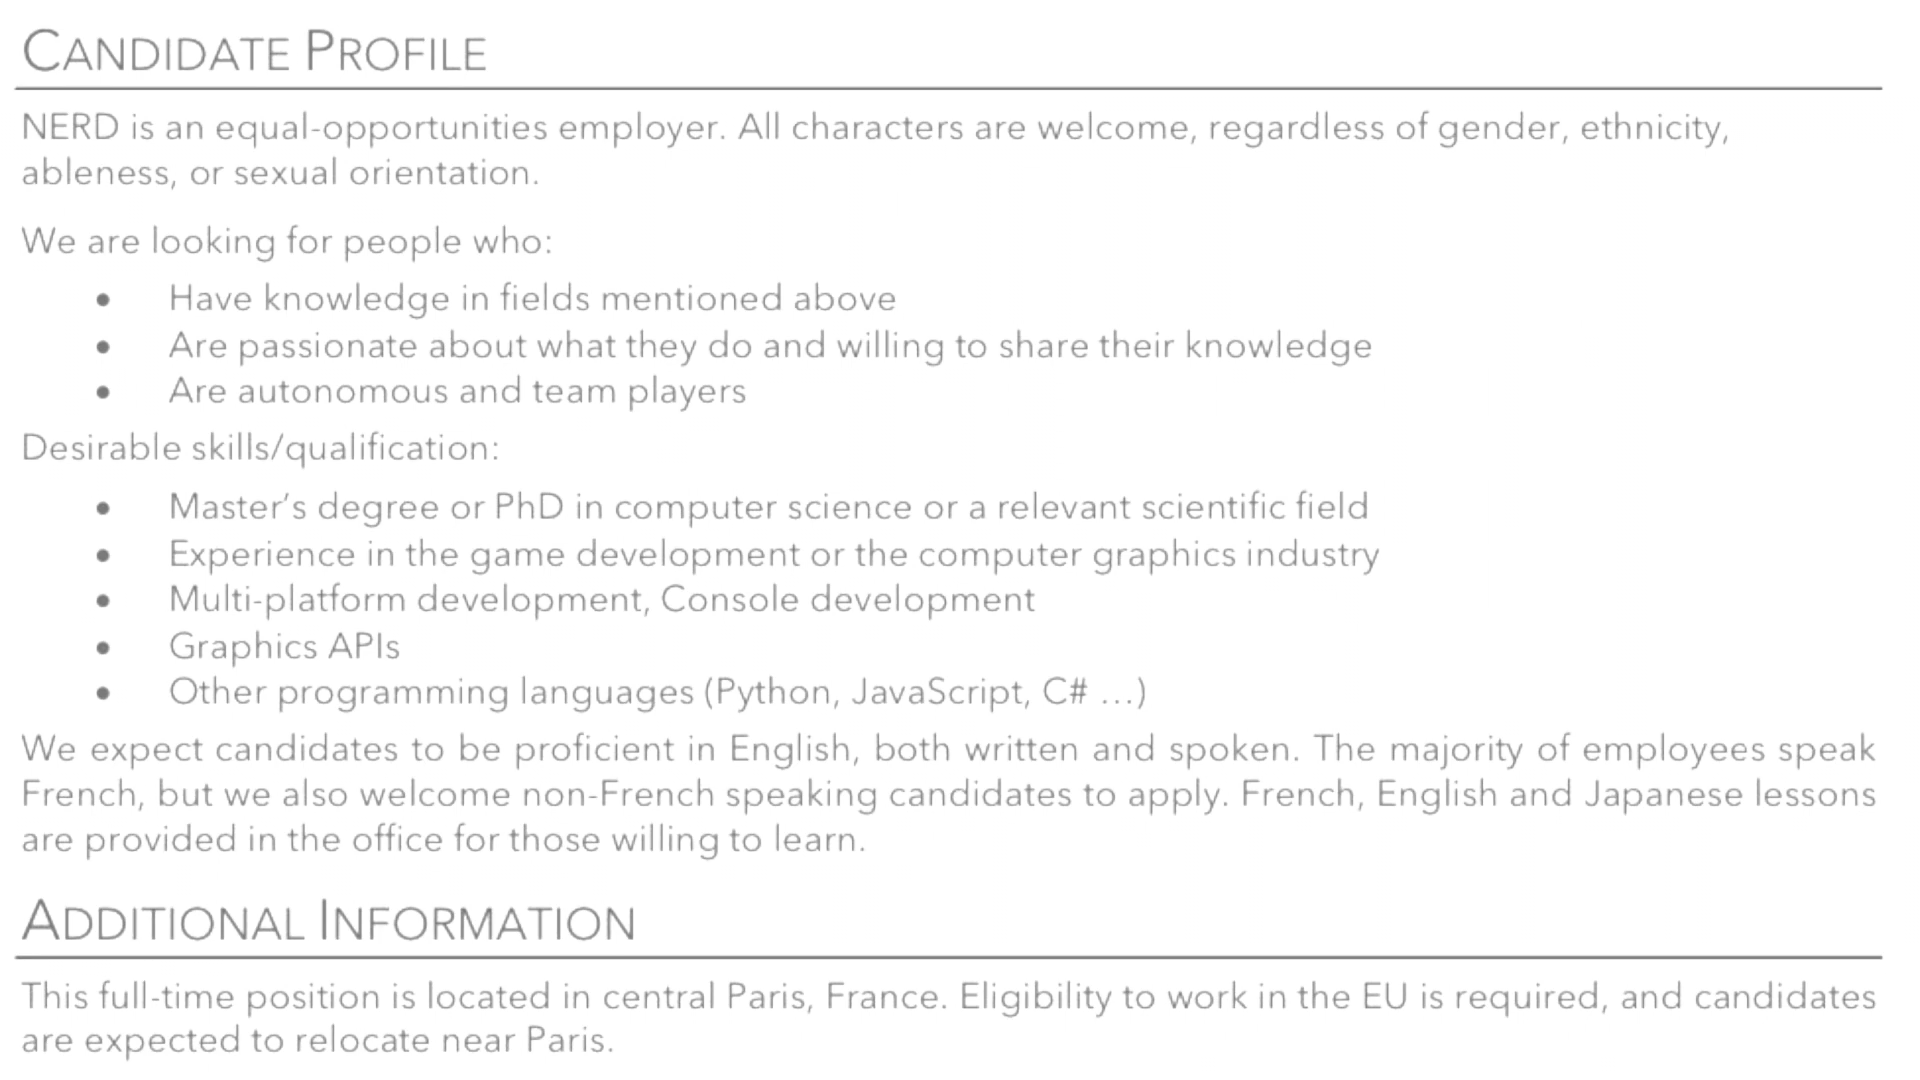 CANDIDATE PROFILE
NERD is an equal-opportunities employer. All characters are welcome, regardless of gender, ethnicity,
ableness, or sexual orientation.
We are looking for people who:
• Have knowledge in fields mentioned above
• Are passionate about what they do and willing to share their knowledge
• Are autonomous and team players
Desirable skills/qualification:
• Master’s degree or PhD in computer science or a relevant scientific field
• Experience in the game development or the computer graphics industry
• Multi-platform development, Console development
• Graphics APIs
• Other programming languages (Python, JavaScript, C# …)
We expect candidates to be proficient in English, both written and spoken. The majority of employees speak
French, but we also welcome non-French speaking candidates to apply. French, English and Japanese lessons
are provided in the office for those willing to learn.
ADDITIONAL INFORMATION
This full-time position is located in central Paris, France. Eligibility to work in the EU is required, and candidates
are expected to relocate near Paris.